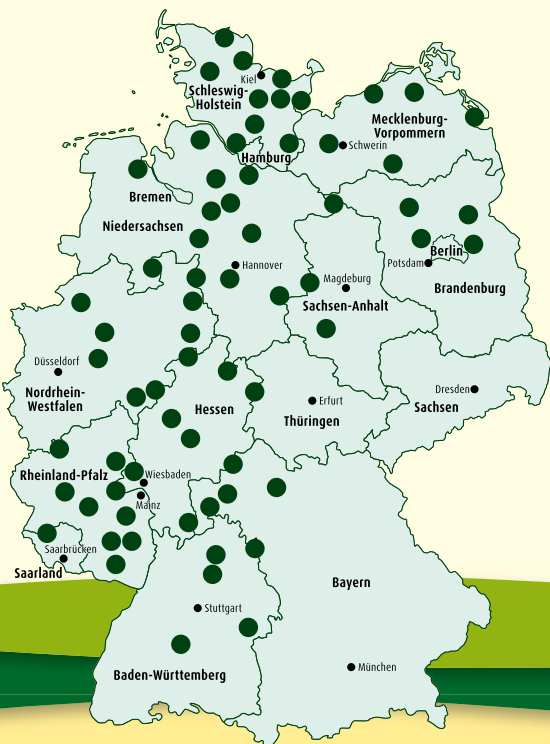 Kiel
Schleswig-
Holstein
Mecklenburg-
Vorpommern
Schwerin
Hamburg
Bremen
Niedersachsen
Hannover
Berlin
Potsdam
Magdeburg
Brandenburg
Sachsen-Anhalt
Düsseldorf
Nordrhein-
Westfalen
Hessen
Erfurt
Thüringen
Dresden
Sachsen
Rheinland-Pfalz
Wiesbaden
Mainz
Saarbrücken
Saarland
Bayern
Stuttgart
Baden-Württemberg
München